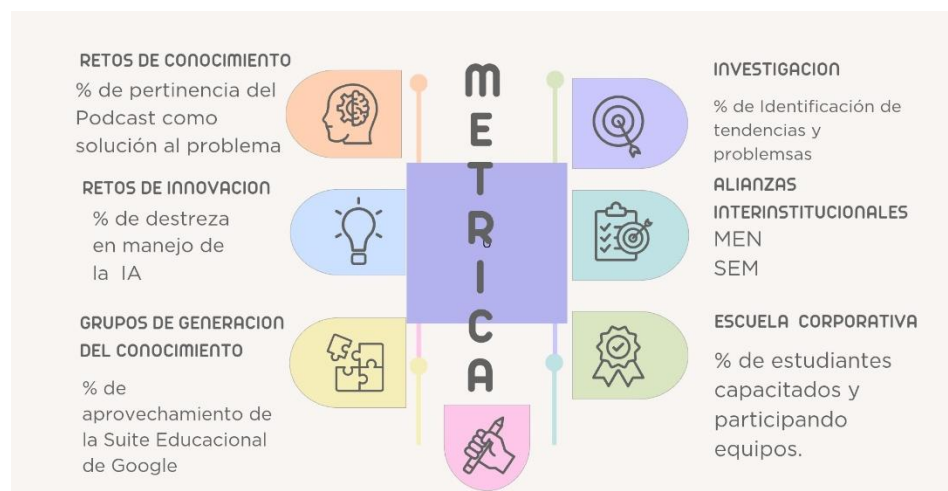 RETOS DE CONOCIMIENTO
% de pertinencia del
Podcast como
solución al problema
RETOS DE INNOVACION
% de destreza
en manejo de
la IA
GRUPOS DE GENERACION
DEL CONOCIMIENTO
% de
aprovechamiento de
la Suite Educacional
de Google
METRICA
INVESTIGACION
% de Identificación de
tendencias y
problemsas
ALIANZAS
INTERINSTITUCIONALES
MEN
SEM
ESCUELA CORPORATIVA
% de estudiantes
capacitados y
participando
equipos.